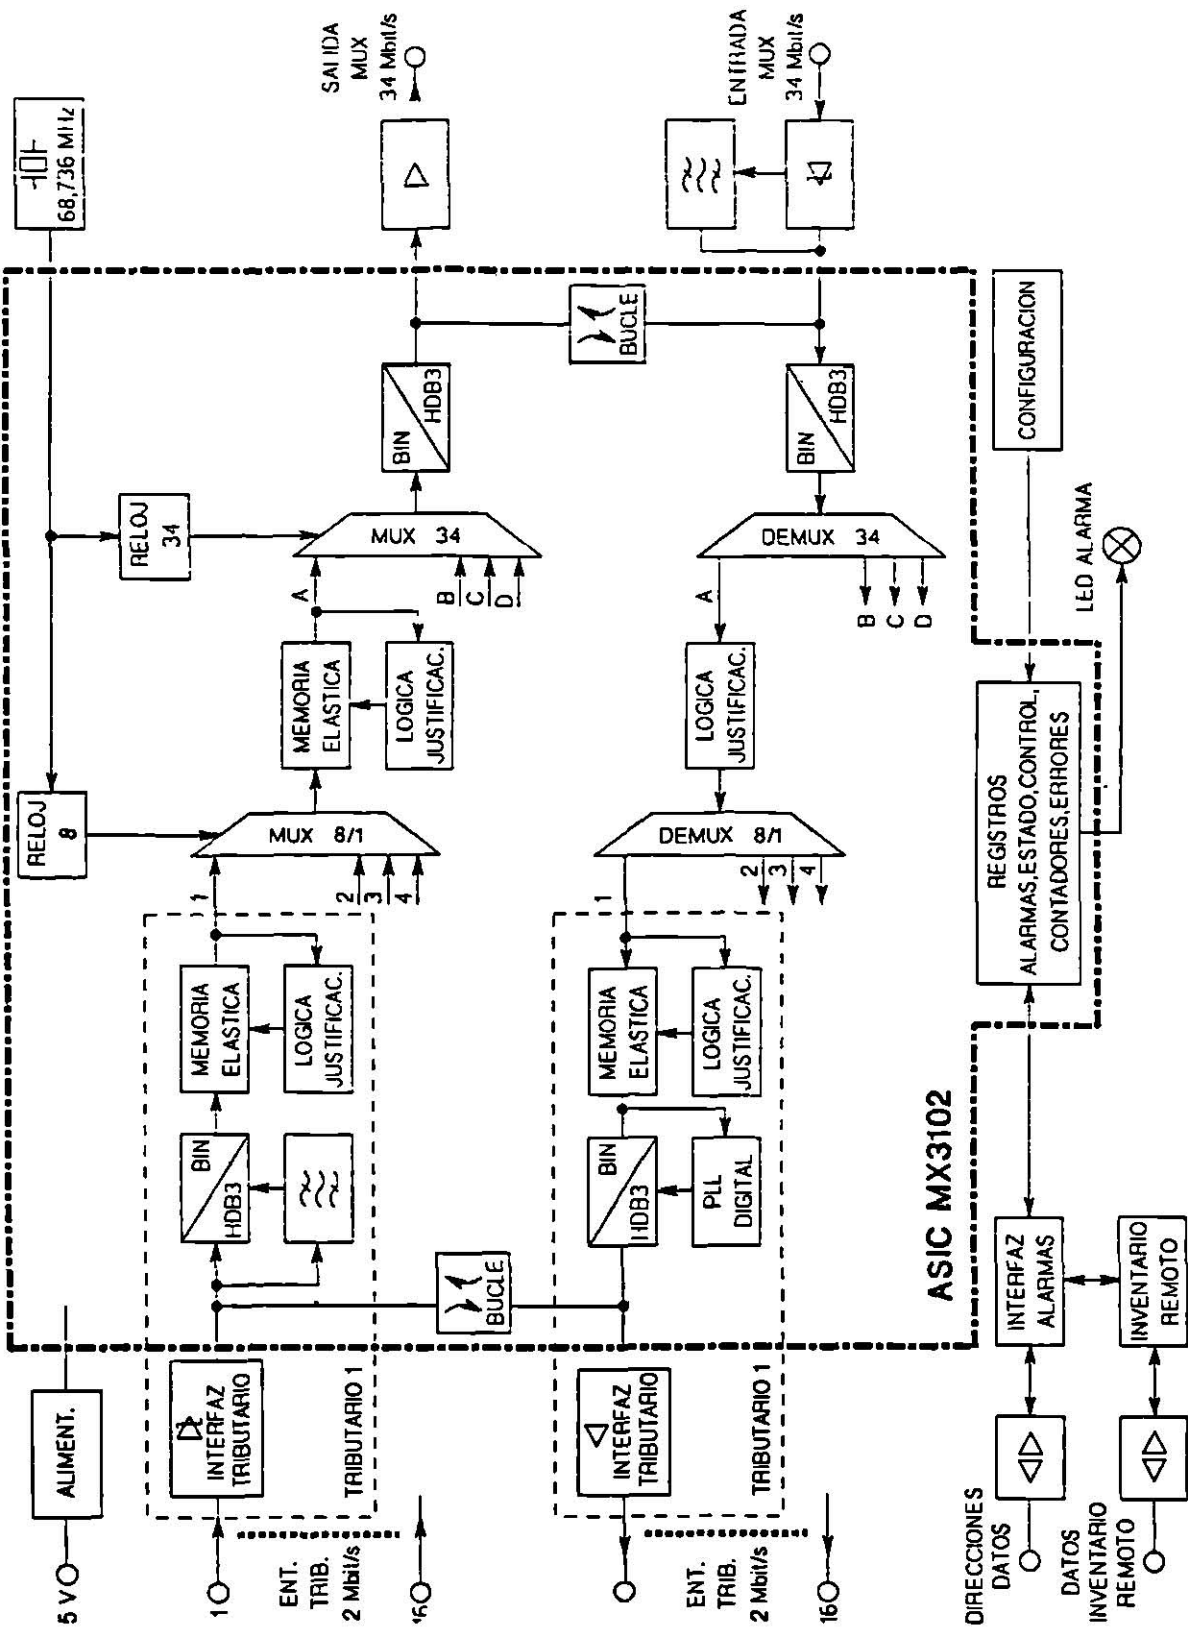 5 V
ALIMENT.
68,736 MHz
RELOJ
8
RELOJ
34
1
ENT.
TRIB.
2 Mbit/s
16
INTERFAZ
TRIBUTARIO
TRIBUTARIO 1
BIN
HDB3
MEMORIA
ELASTICA
LOGICA
JUSTIFICAC.
1
2
3
4
MUX 8/1
MEMORIA
ELASTICA
LOGICA
JUSTIFICAC.
A
B
C
D
MUX 34
BIN
HDB3
SALIDA
MUX
34 Mbit/s
BUCLE
BUCLE
ENT.
TRIB.
2 Mbit/s
16
INTERFAZ
TRIBUTARIO
TRIBUTARIO 1
BIN
HDB3
PLL
DIGITAL
MEMORIA
ELASTICA
LOGICA
JUSTIFICAC.
1
2
3
4
DEMUX 8/1
LOGICA
JUSTIFICAC.
A
B
C
D
DEMUX 34
BIN
HDB3
ENTRADA
MUX
34 Mbit/s
ASIC MX3102
DIRECCIONES
DATOS
INTERFAZ
ALARMAS
REGISTROS
ALARMAS,ESTADO,CONTROL,
CONTADORES,ERRORES
CONFIGURACION
LED ALARMA
DATOS
INVENTARIO
REMOTO
INVENTARIO
REMOTO